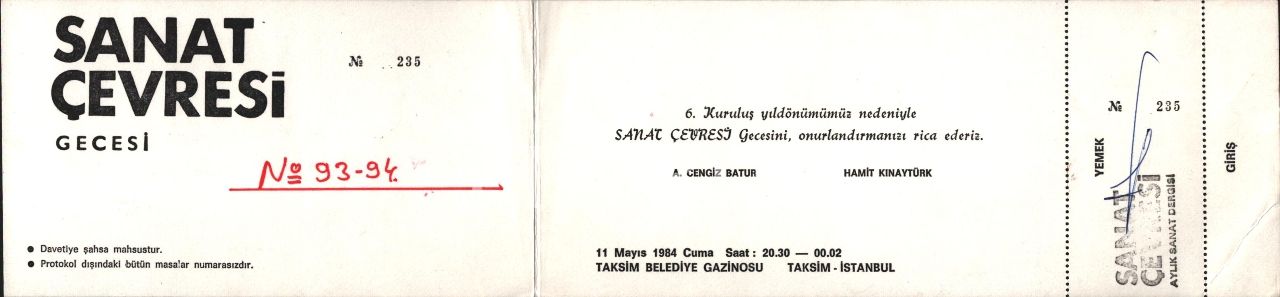 SANAT
ÇEVRESİ
GECESİ
№ 235
№ 93-94.
● Davetiye şahsa mahsustur.
● Protokol dışındaki bütün masalar numarasızdır.
6. Kuruluş yıldönümümüz nedeniyle
SANAT ÇEVRESİ Gecesini, onurlandırmanızı rica ederiz.
A. CENGİZ BATUR HAMİT KINAYTÜRK
11 Mayıs 1984 Cuma Saat : 20.30 — 00.02
TAKSİM BELEDİYE GAZİNOSU TAKSİM - İSTANBUL
№ 235
YEMEK
SANAT
ÇEVRESİ
AYLIK SANAT DERGİSİ
GİRİŞ